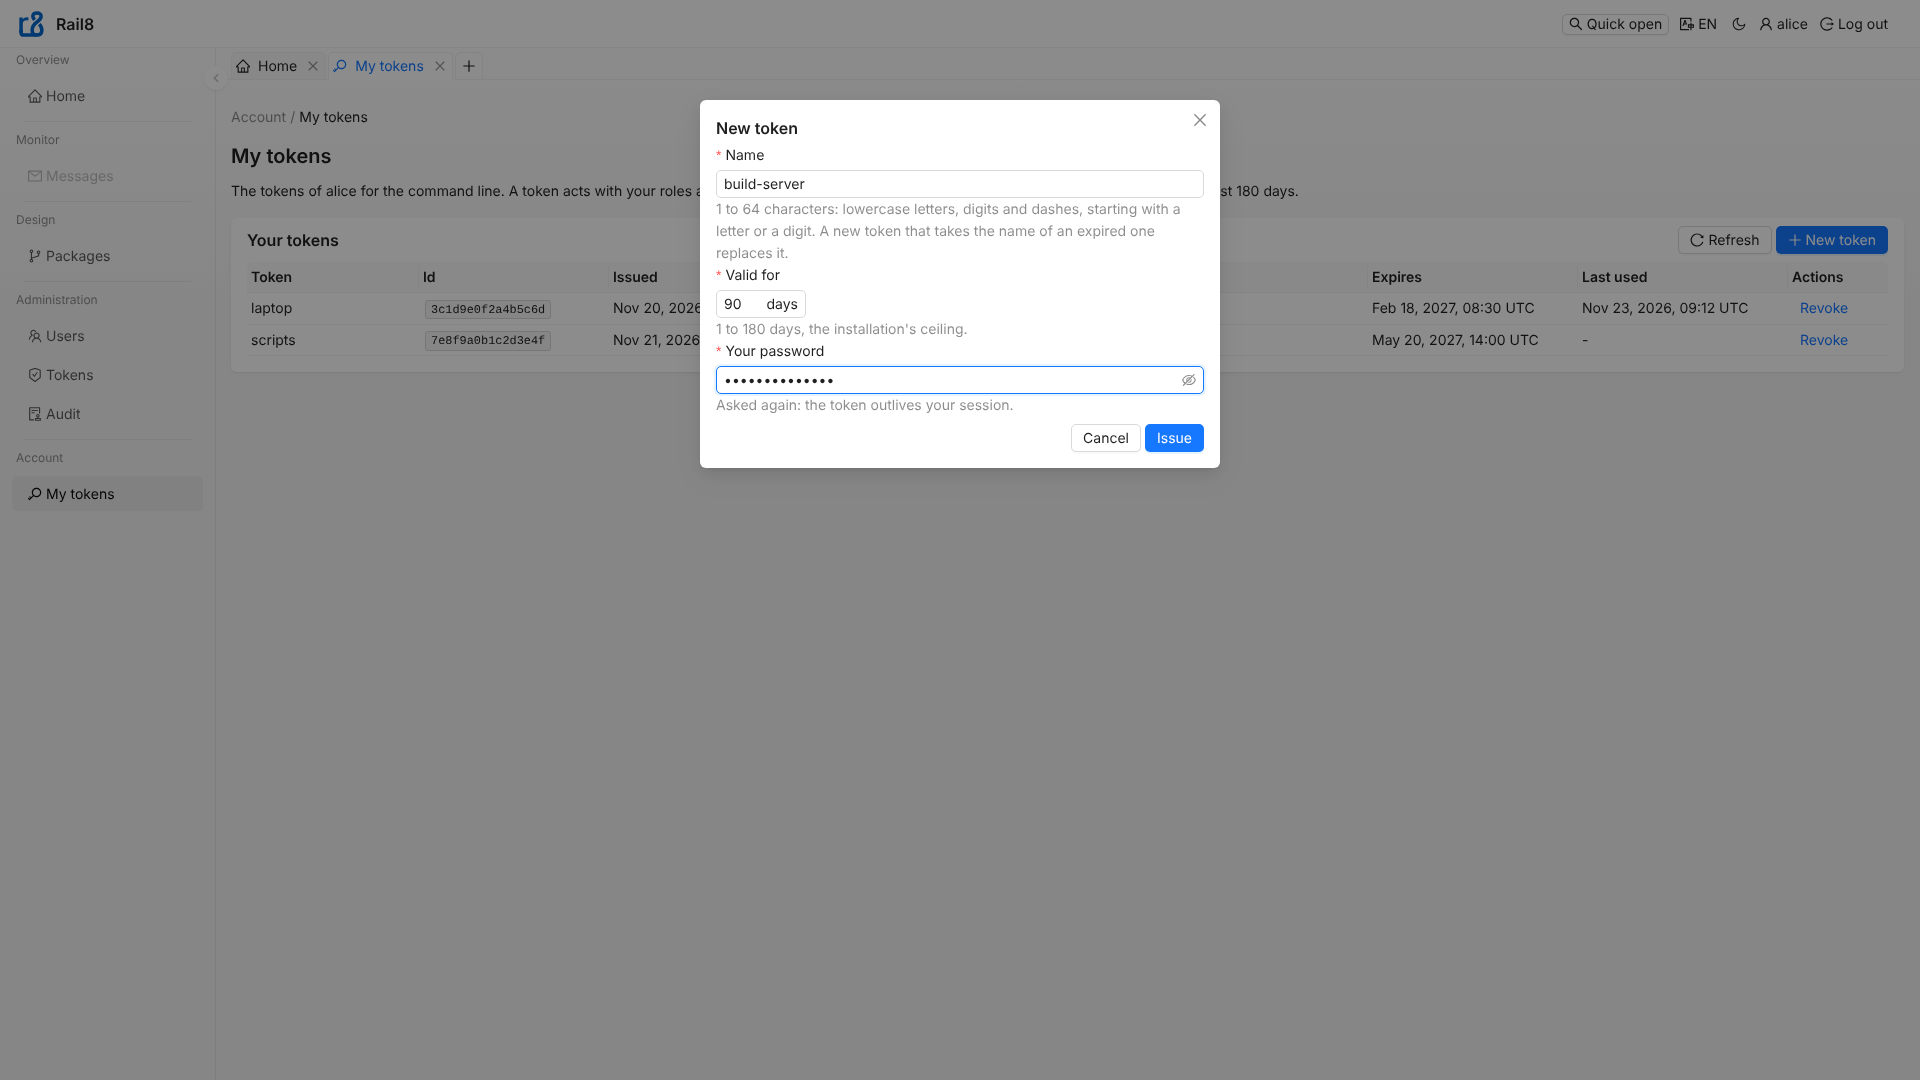 Rail8
Quick open
EN
alice
Log out
Overview
Home
Monitor
Messages
Design
Packages
Administration
Users
Tokens
Audit
Account
My tokens
Home
My tokens
Account / My tokens
My tokens
The tokens of alice for the command line. A token acts with your roles a
st 180 days.
Your tokens
Refresh
New token
Token Id Issued Expires Last used Actions
laptop 3c1d9e0f2a4b5c6d Nov 20, 2026 Feb 18, 2027, 08:30 UTC Nov 23, 2026, 09:12 UTC Revoke
scripts 7e8f9a0b1c2d3e4f Nov 21, 2026 May 20, 2027, 14:00 UTC - Revoke
New token
* Name
build-server
1 to 64 characters: lowercase letters, digits and dashes, starting with a
letter or a digit. A new token that takes the name of an expired one
replaces it.
* Valid for
90 days
1 to 180 days, the installation's ceiling.
* Your password
••••••••••••••
Asked again: the token outlives your session.
Cancel
Issue